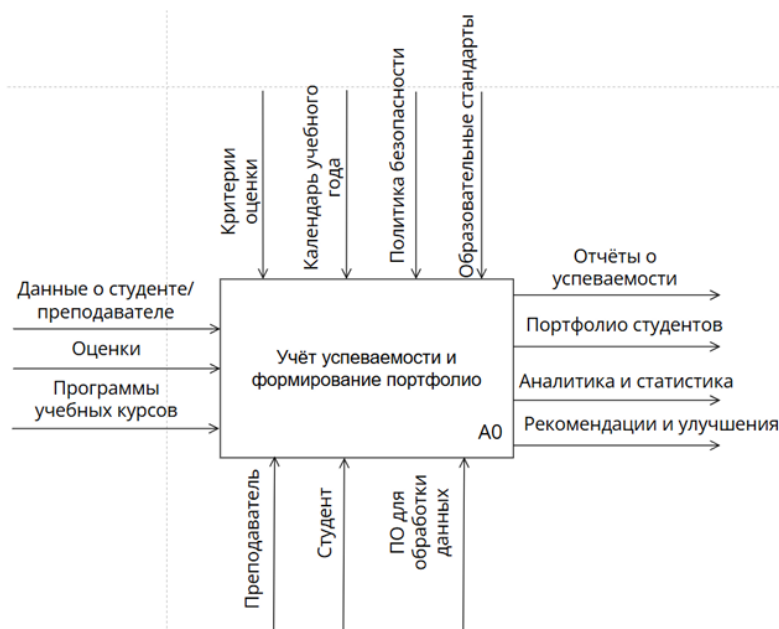 Критерии
оценки
Календарь учебного
года
Политика безопасности
Образовательные стандарты
Данные о студенте/
преподавателе
Оценки
Программы
учебных курсов
Учёт успеваемости и
формирование портфолио
A0
Отчёты о
успеваемости
Портфолио студентов
Аналитика и статистика
Рекомендации и улучшения
Преподаватель
Студент
ПО для
обработки
данных